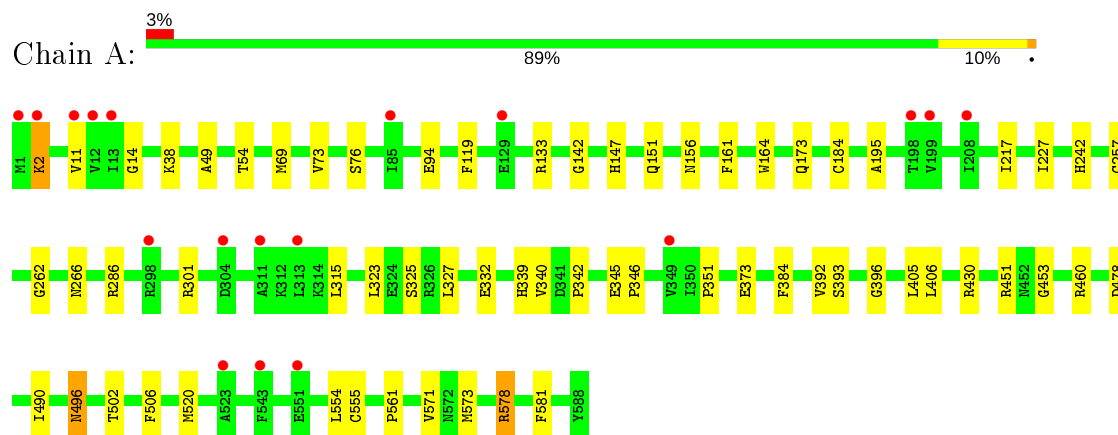 3%
Chain A:
89% 10% •
M1 K2 V11 V12 I13 G14 K38 A49 T54 M69 V73 S76 I85 E94 F119 E129 R133 G142 H147 Q151 N156 F161 W164 Q173 C184 A195 T198 V199 I208 I217 I227 H242 C257
G262 N266 R286 R298 R301 D304 A311 K312 L313 K314 L315 L323 E324 S325 R326 L327 E332 H339 V340 D341 P342 E345 P346 V349 I350 P351 E373 F384 V392 S393 G396 L405 L406 R430 R451 N452 G453 R460
I490 N496 T502 F506 M520 A523 F543 E551 L554 C555 P561 V571 N572 M573 R578 F581 Y588